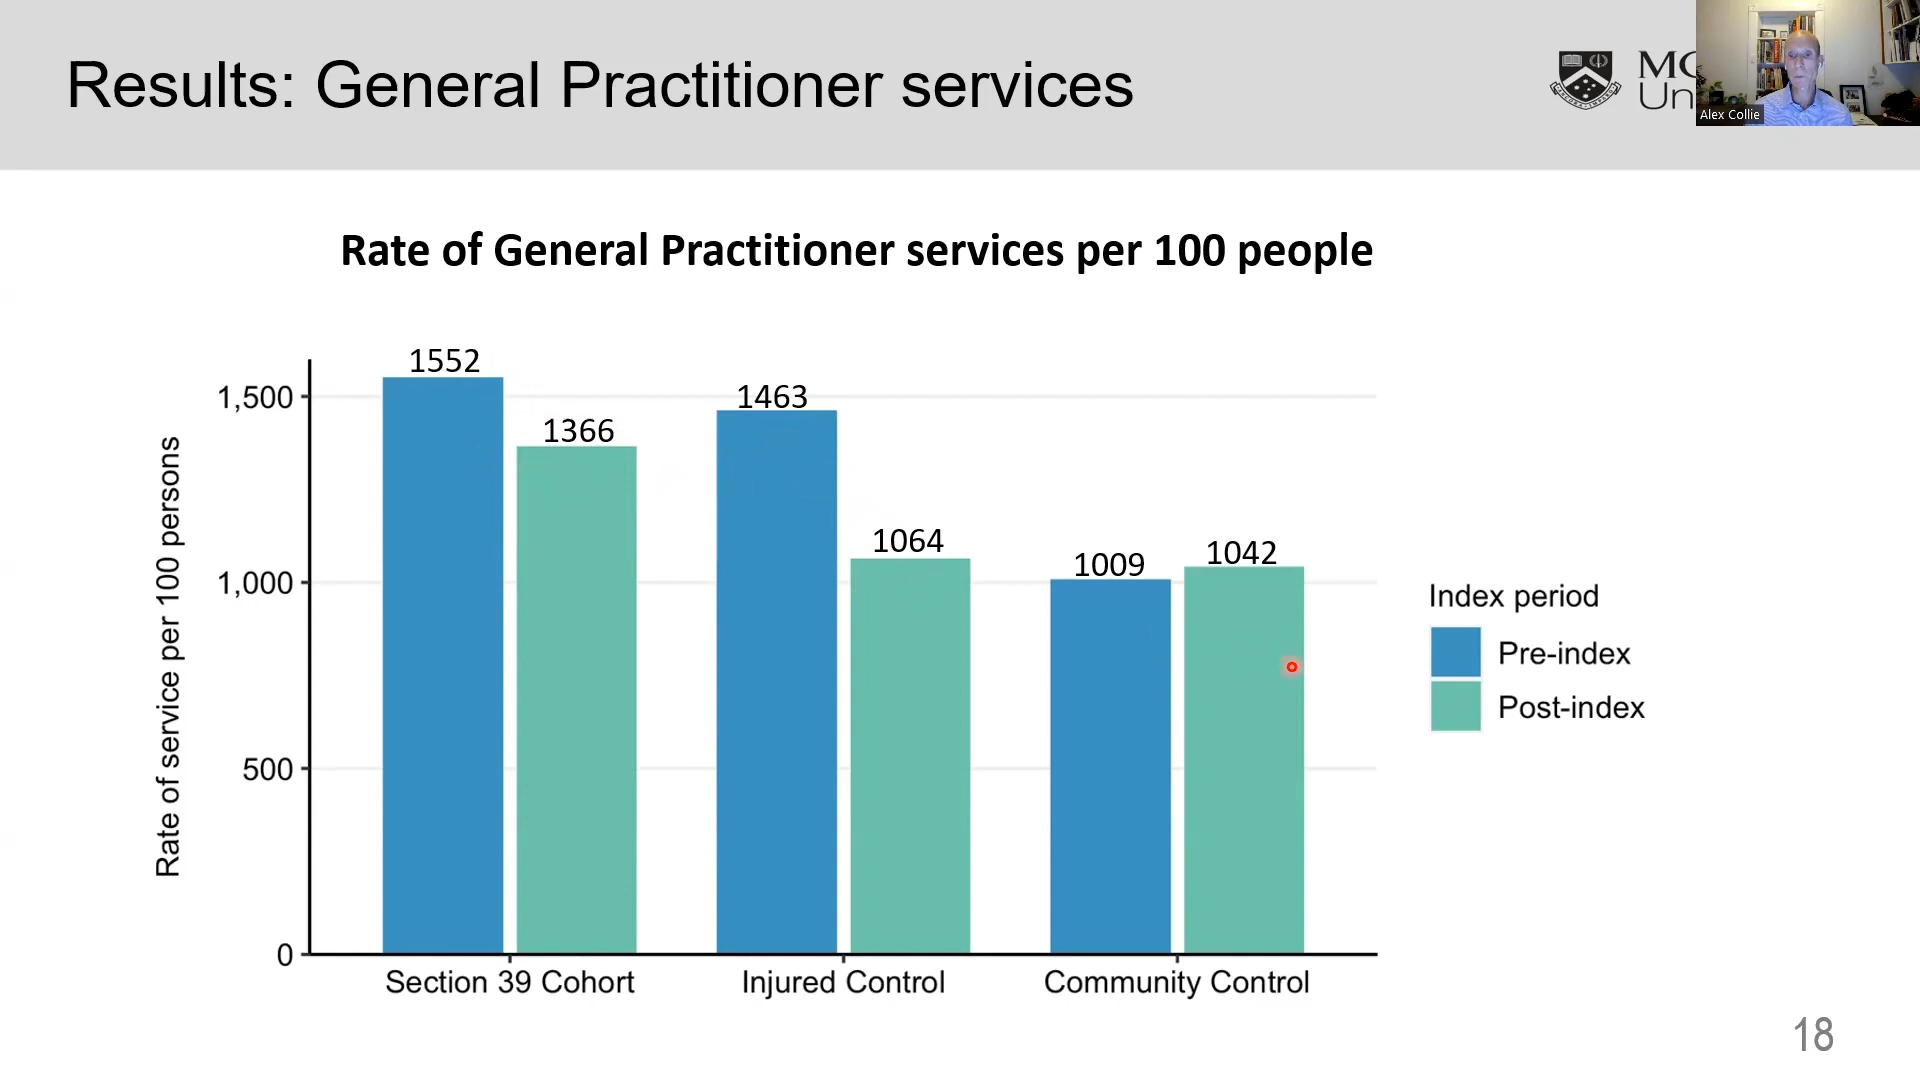 Results: General Practitioner services
Alex Collie
Rate of General Practitioner services per 100 people
Rate of service per 100 persons
1,500
1,000
500
0
1552
1366
1463
1064
1009
1042
Section 39 Cohort
Injured Control
Community Control
Index period
Pre-index
Post-index
18